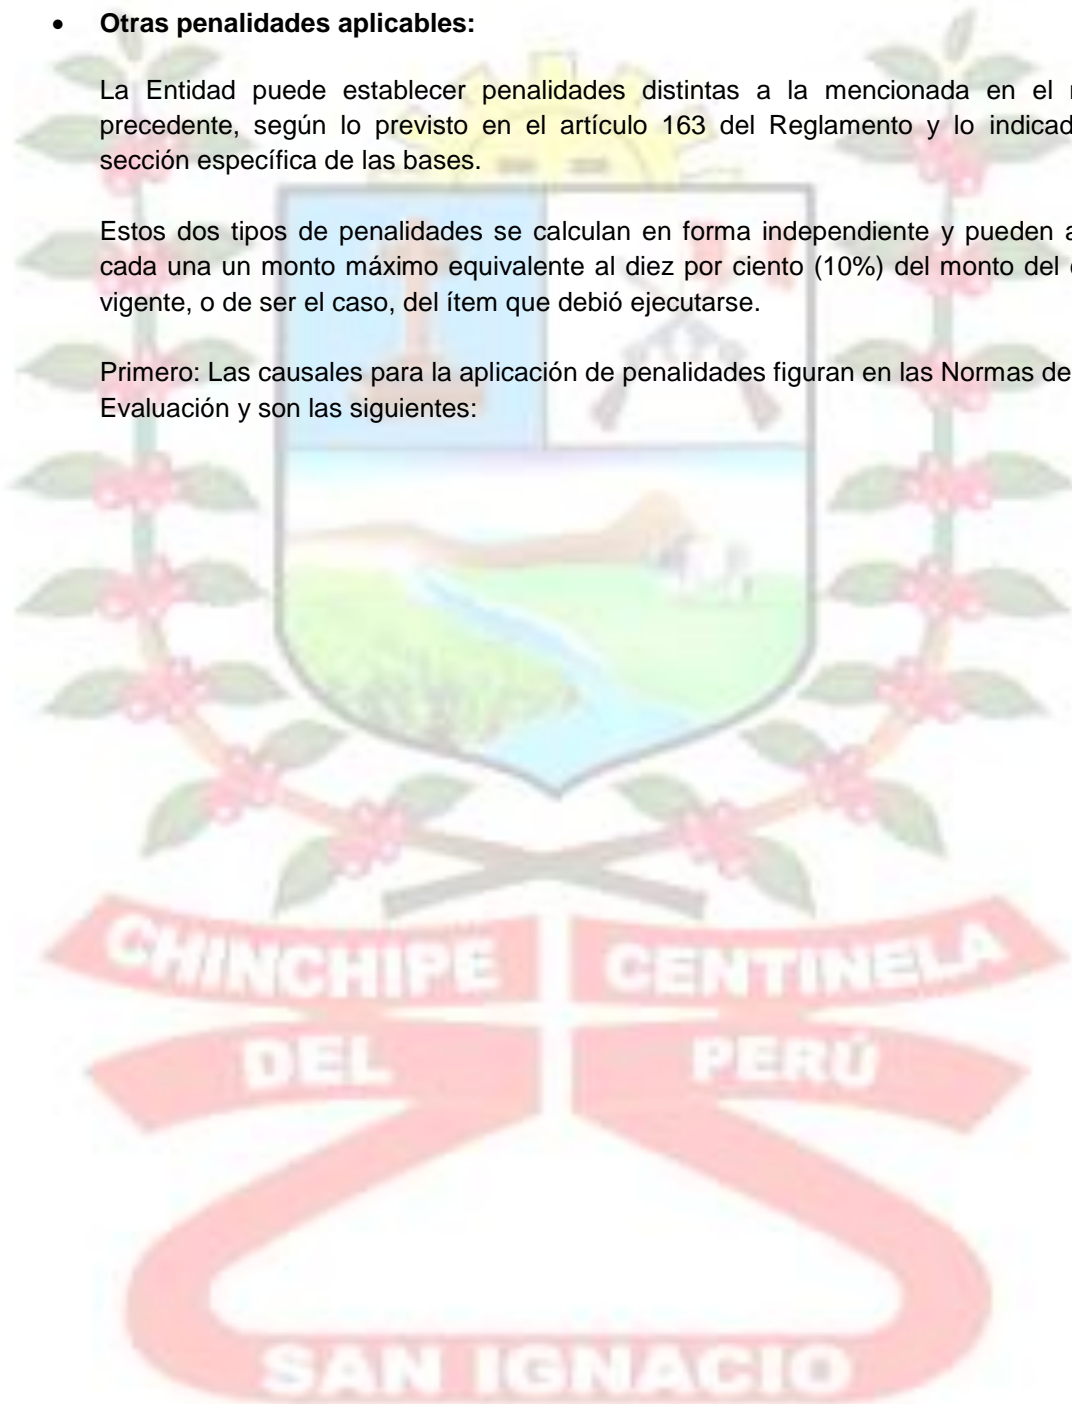 • Otras penalidades aplicables:
La Entidad puede establecer penalidades distintas a la mencionada en el
precedente, según lo previsto en el artículo 163 del Reglamento y lo
sección específica de las bases.
Estos dos tipos de penalidades se calculan en forma independiente y pueden
cada una un monto máximo equivalente al diez por ciento (10%) del monto del
vigente, o de ser el caso, del ítem que debió ejecutarse.
Primero: Las causales para la aplicación de penalidades figuran en las Normas de
Evaluación y son las siguientes:
CHINCHIPE CENTINELA
DEL PERÚ
SAN IGNACIO